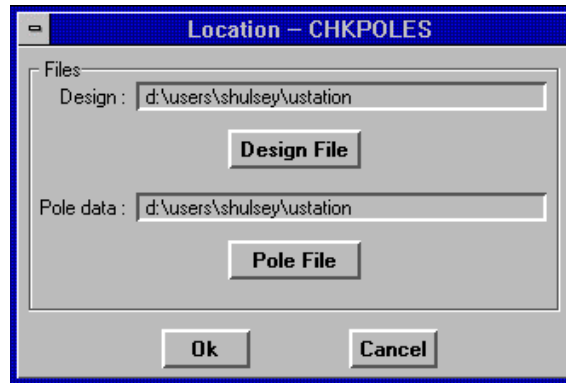 Location – CHKPOLES
Files
Design : d:\users\shulsey\ustation
Design File
Pole data : d:\users\shulsey\ustation
Pole File
Ok Cancel